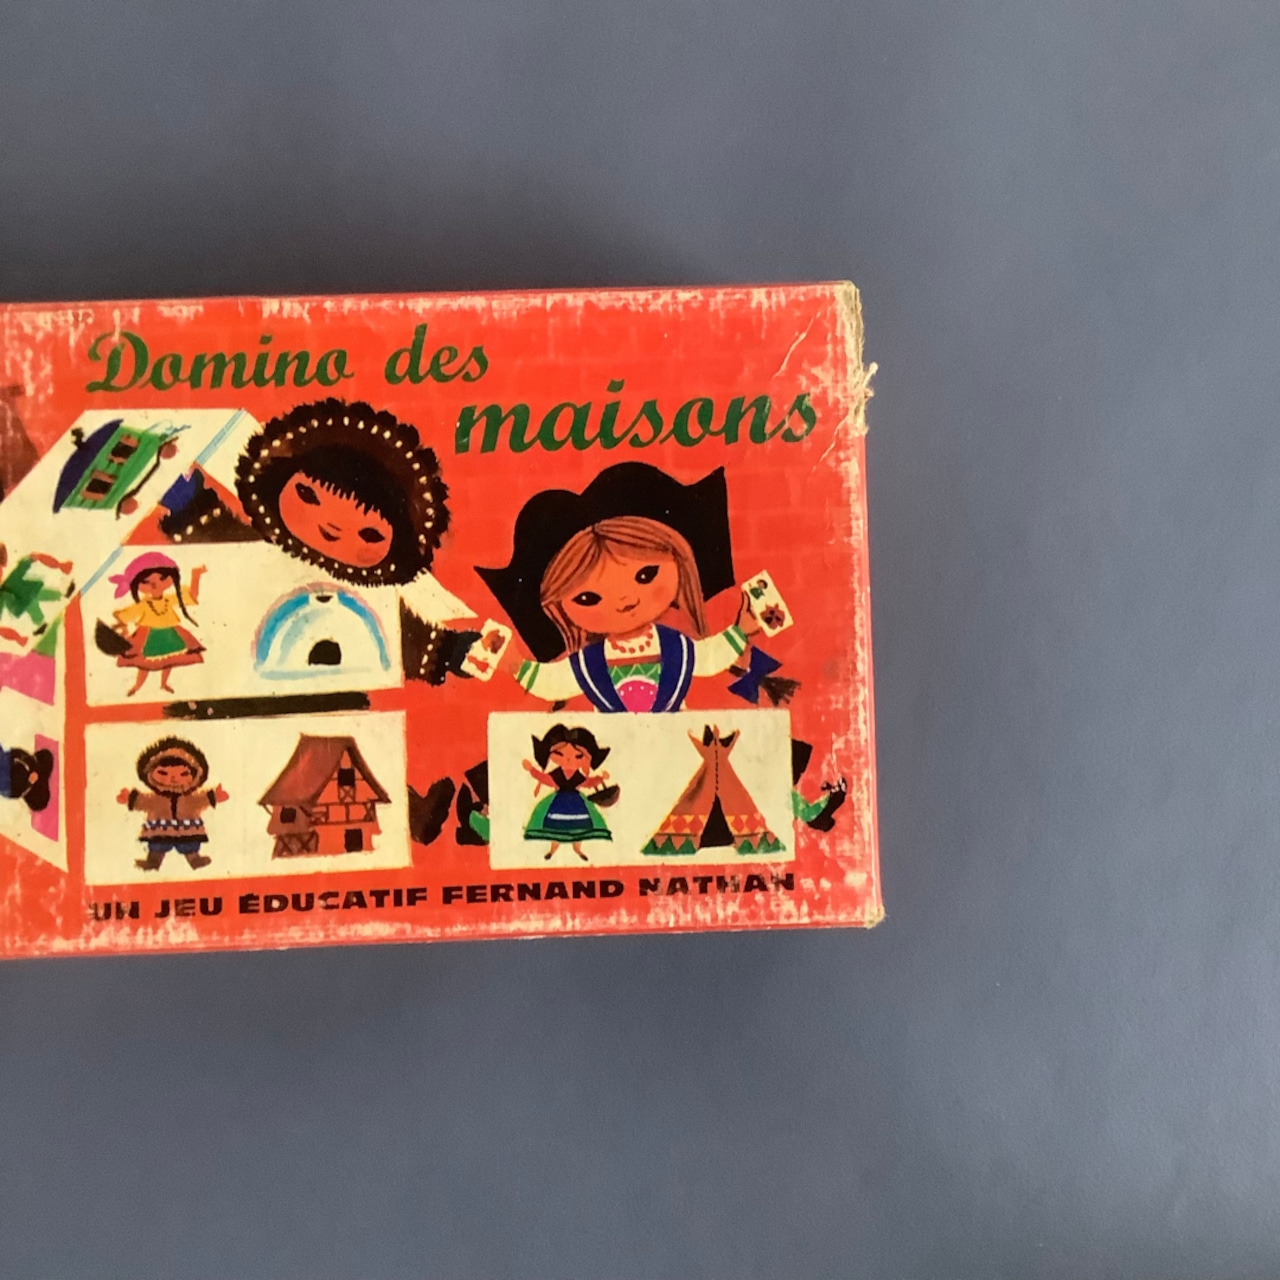 Domino des
maisons
UN JEU ÉDUCATIF FERNAND NATHAN